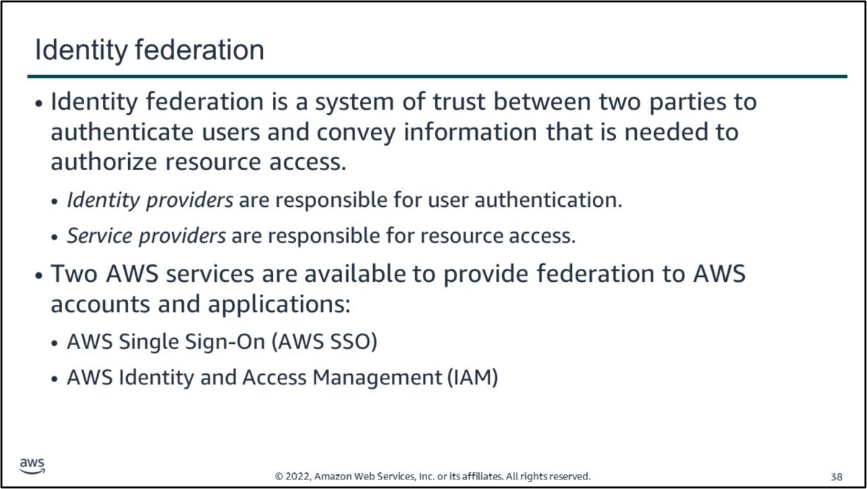 Identity federation
• Identity federation is a system of trust between two parties to
authenticate users and convey information that is needed to
authorize resource access.
• Identity providers are responsible for user authentication.
• Service providers are responsible for resource access.
• Two AWS services are available to provide federation to AWS
accounts and applications:
• AWS Single Sign-On (AWS SSO)
• AWS Identity and Access Management (IAM)
aws
© 2022, Amazon Web Services, Inc. or its affiliates. All rights reserved.
38